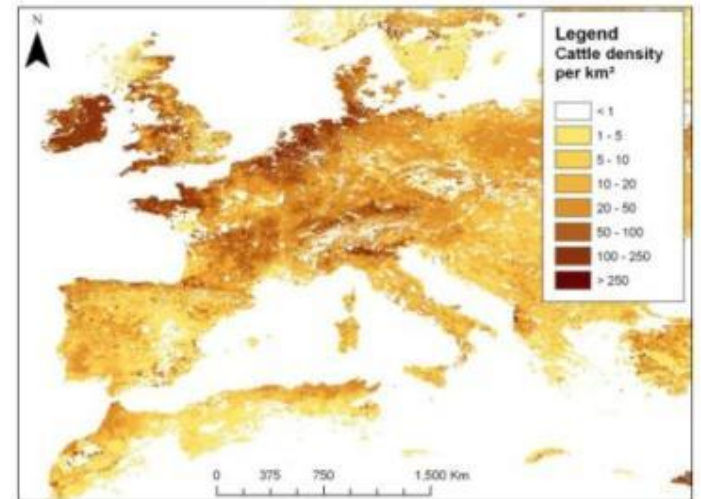 N
Legend
Cattle density
per km²
< 1
1 - 5
5 - 10
10 - 20
20 - 50
50 - 100
100 - 250
> 250
0 375 750 1.500 Km